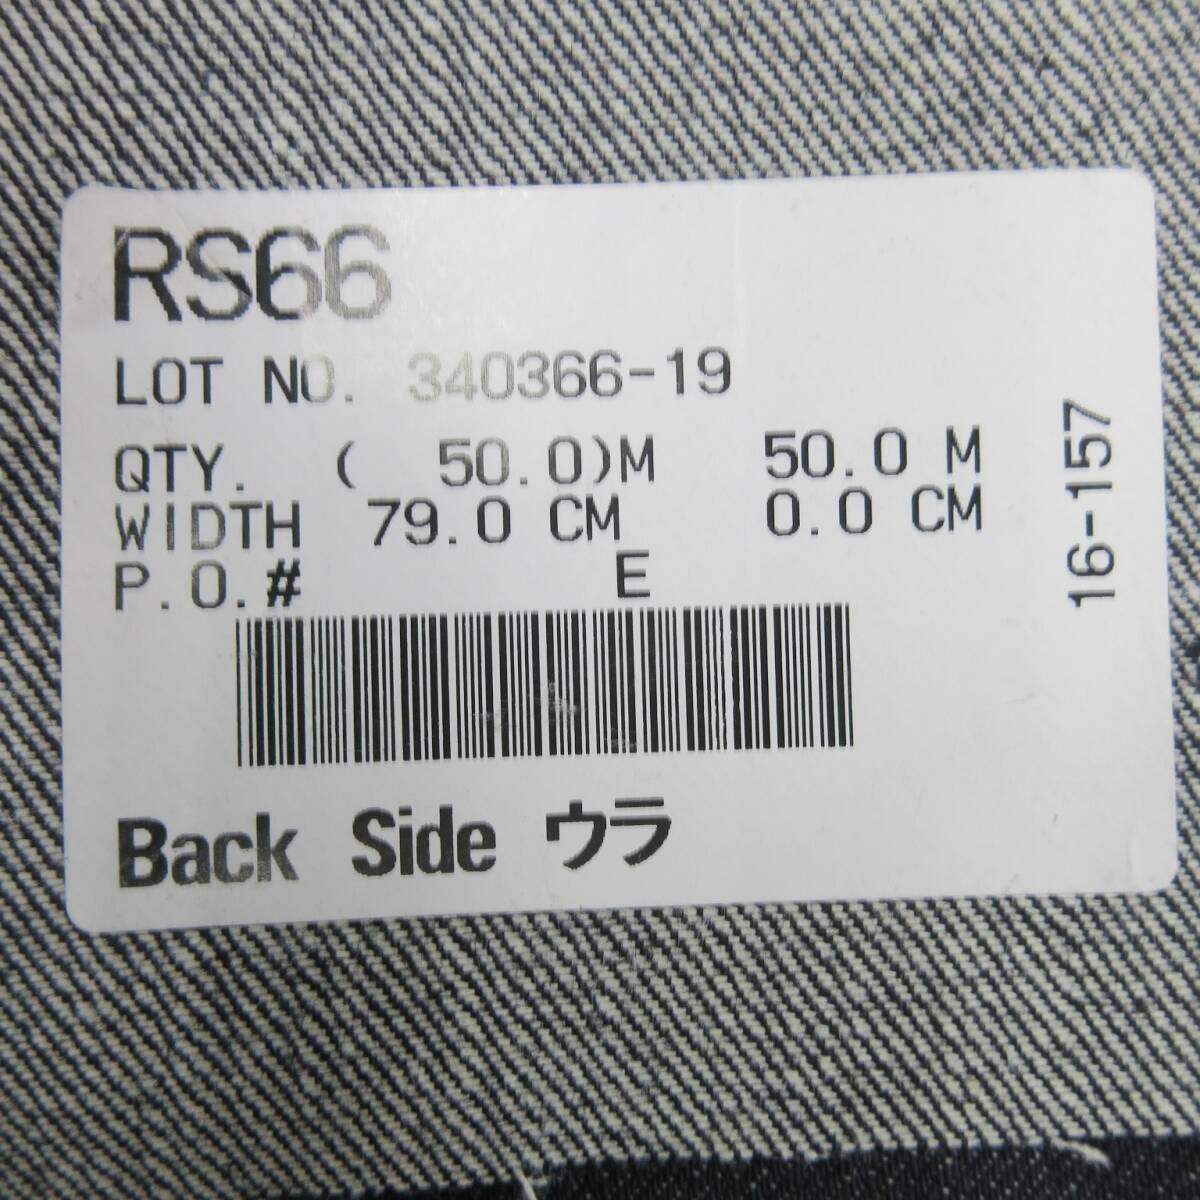 RS66
LOT NO. 340366-19
QTY. ( 50.0)M 50.0 M
WIDTH 79.0 CM 0.0 CM
P.O.# E
16-157
Back Side ウラ